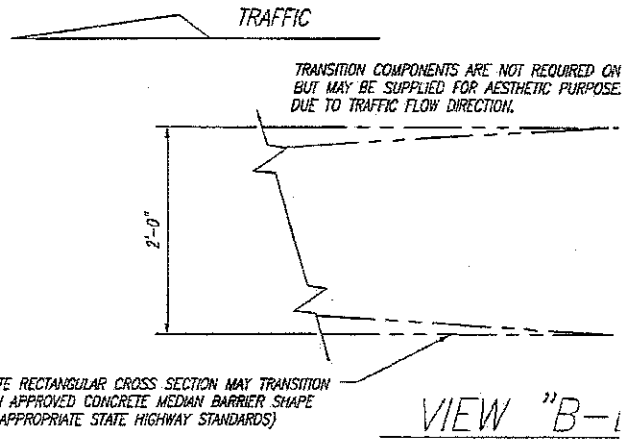 TRAFFIC
TRANSITION COMPONENTS ARE NOT REQUIRED ON
BUT MAY BE SUPPLIED FOR AESTHETIC PURPOSE
DUE TO TRAFFIC FLOW DIRECTION.
2'-0"
TE RECTANGULAR CROSS SECTION MAY TRANSITION
APPROVED CONCRETE MEDIAN BARRIER SHAPE
APPROPRIATE STATE HIGHWAY STANDARDS)
VIEW "B-